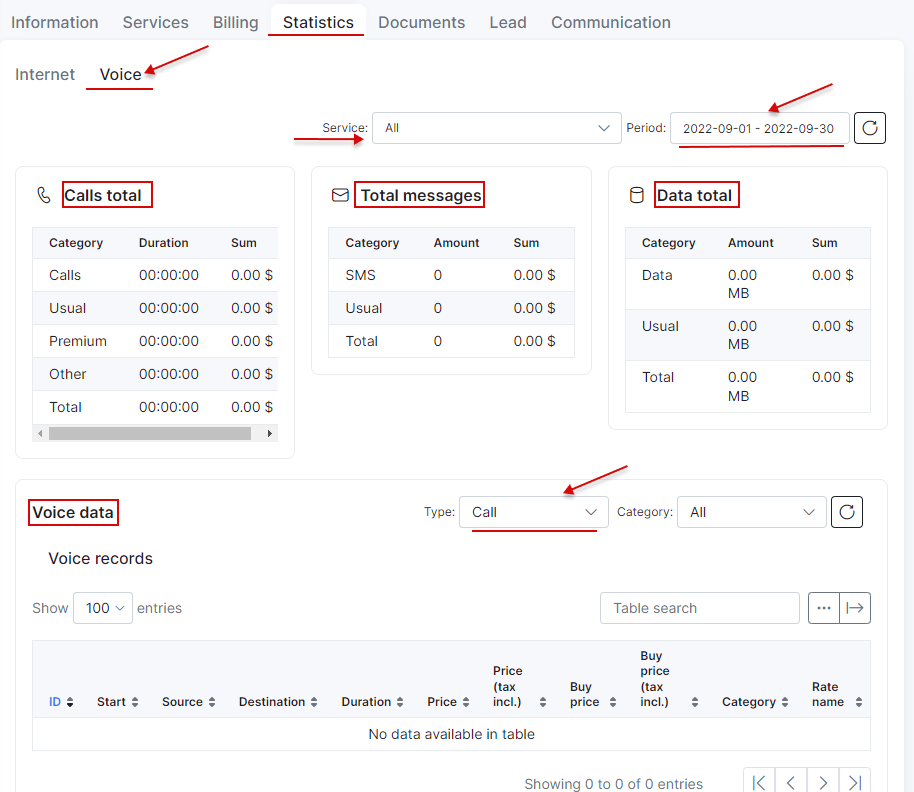 Information Services Billing Statistics Documents Lead Communication
Internet Voice
Service: All Period: 2022-09-01 - 2022-09-30
Calls total
Category Duration Sum
Calls 00:00:00 0.00 $
Usual 00:00:00 0.00 $
Premium 00:00:00 0.00 $
Other 00:00:00 0.00 $
Total 00:00:00 0.00 $
Total messages
Category Amount Sum
SMS 0 0.00 $
Usual 0 0.00 $
Total 0 0.00 $
Data total
Category Amount Sum
Data 0.00 MB 0.00 $
Usual 0.00 MB 0.00 $
Total 0.00 MB 0.00 $
Voice data Type: Call Category: All
Voice records
Show 100 entries Table search
ID Start Source Destination Duration Price Price (tax incl.) Buy price Buy price (tax incl.) Category Rate name
No data available in table
Showing 0 to 0 of 0 entries